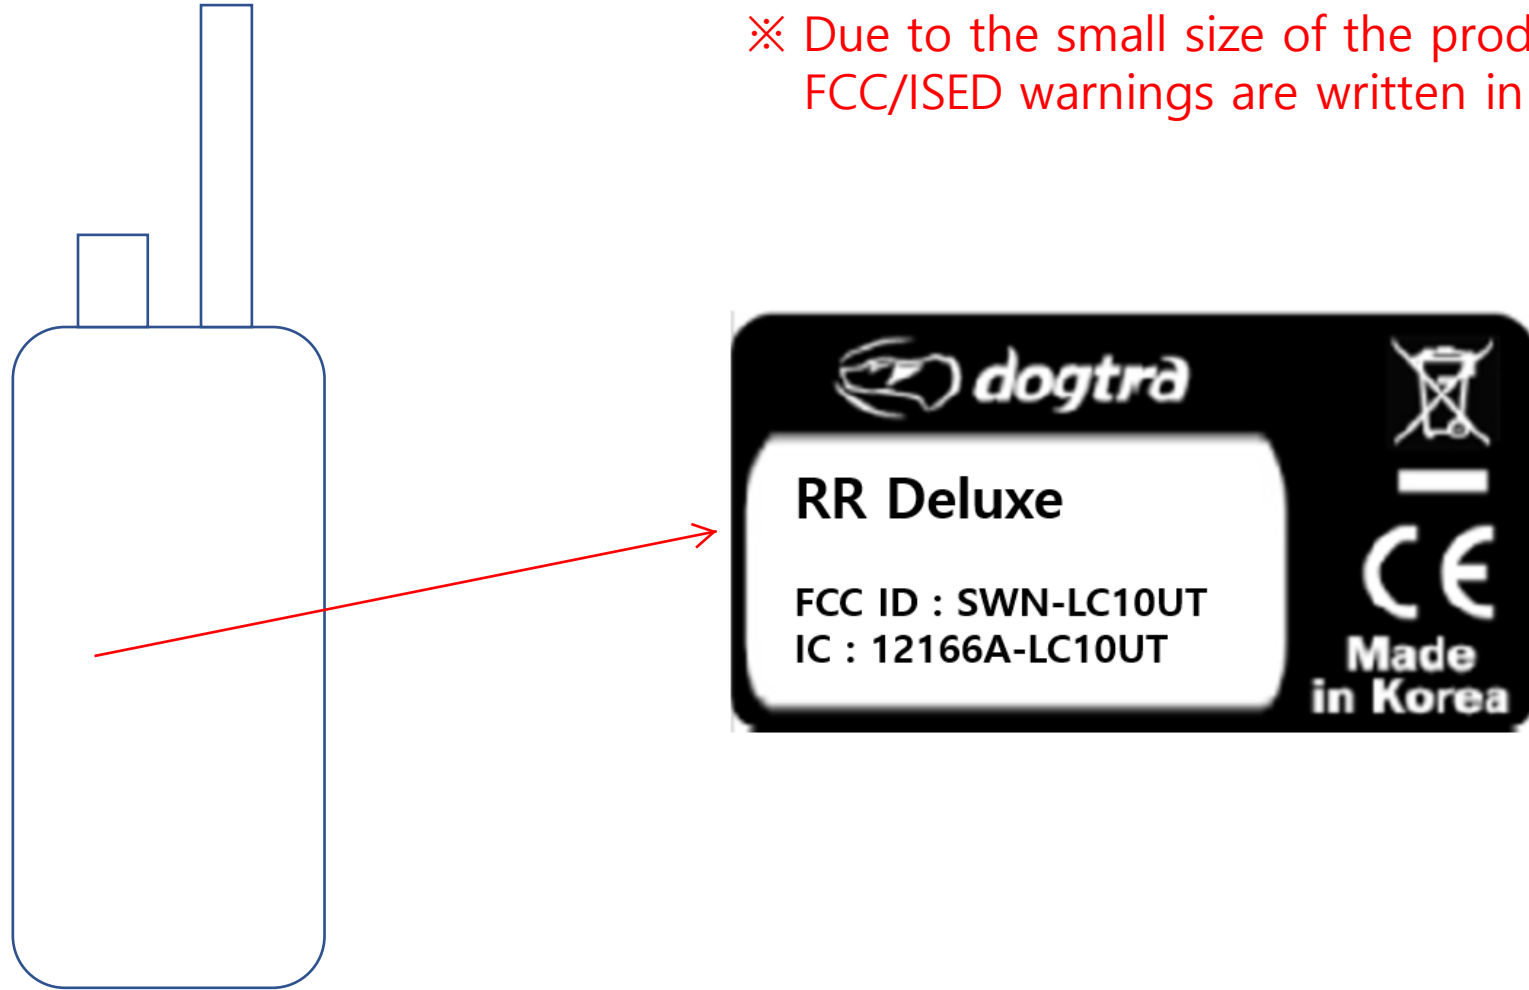 ※ Due to the small size of the prod
FCC/ISED warnings are written in
dogtra
RR Deluxe
FCC ID : SWN-LC10UT
IC : 12166A-LC10UT
CE
Made
in Korea